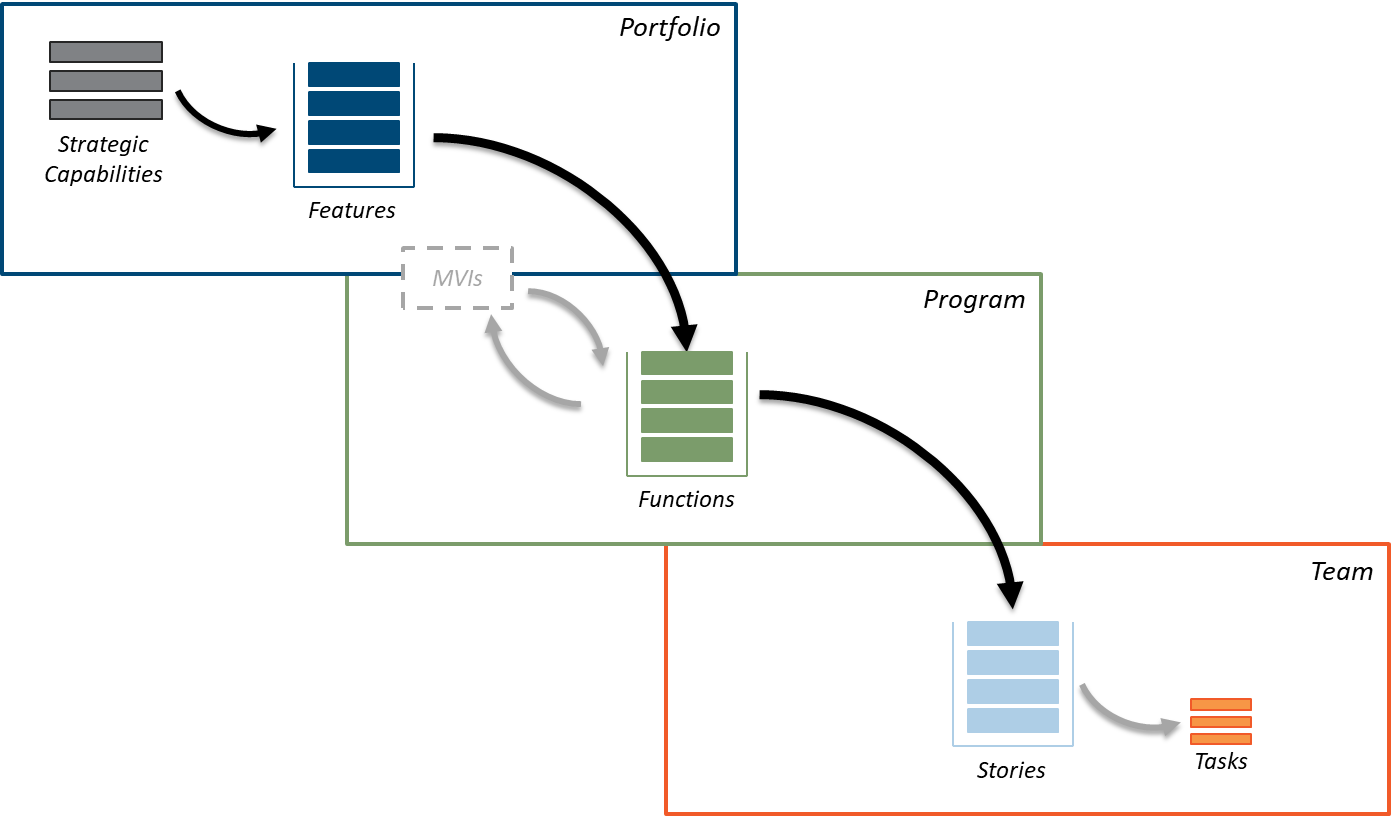 Portfolio
Strategic
Capabilities
Features
MVIs
Program
Functions
Team
Stories
Tasks